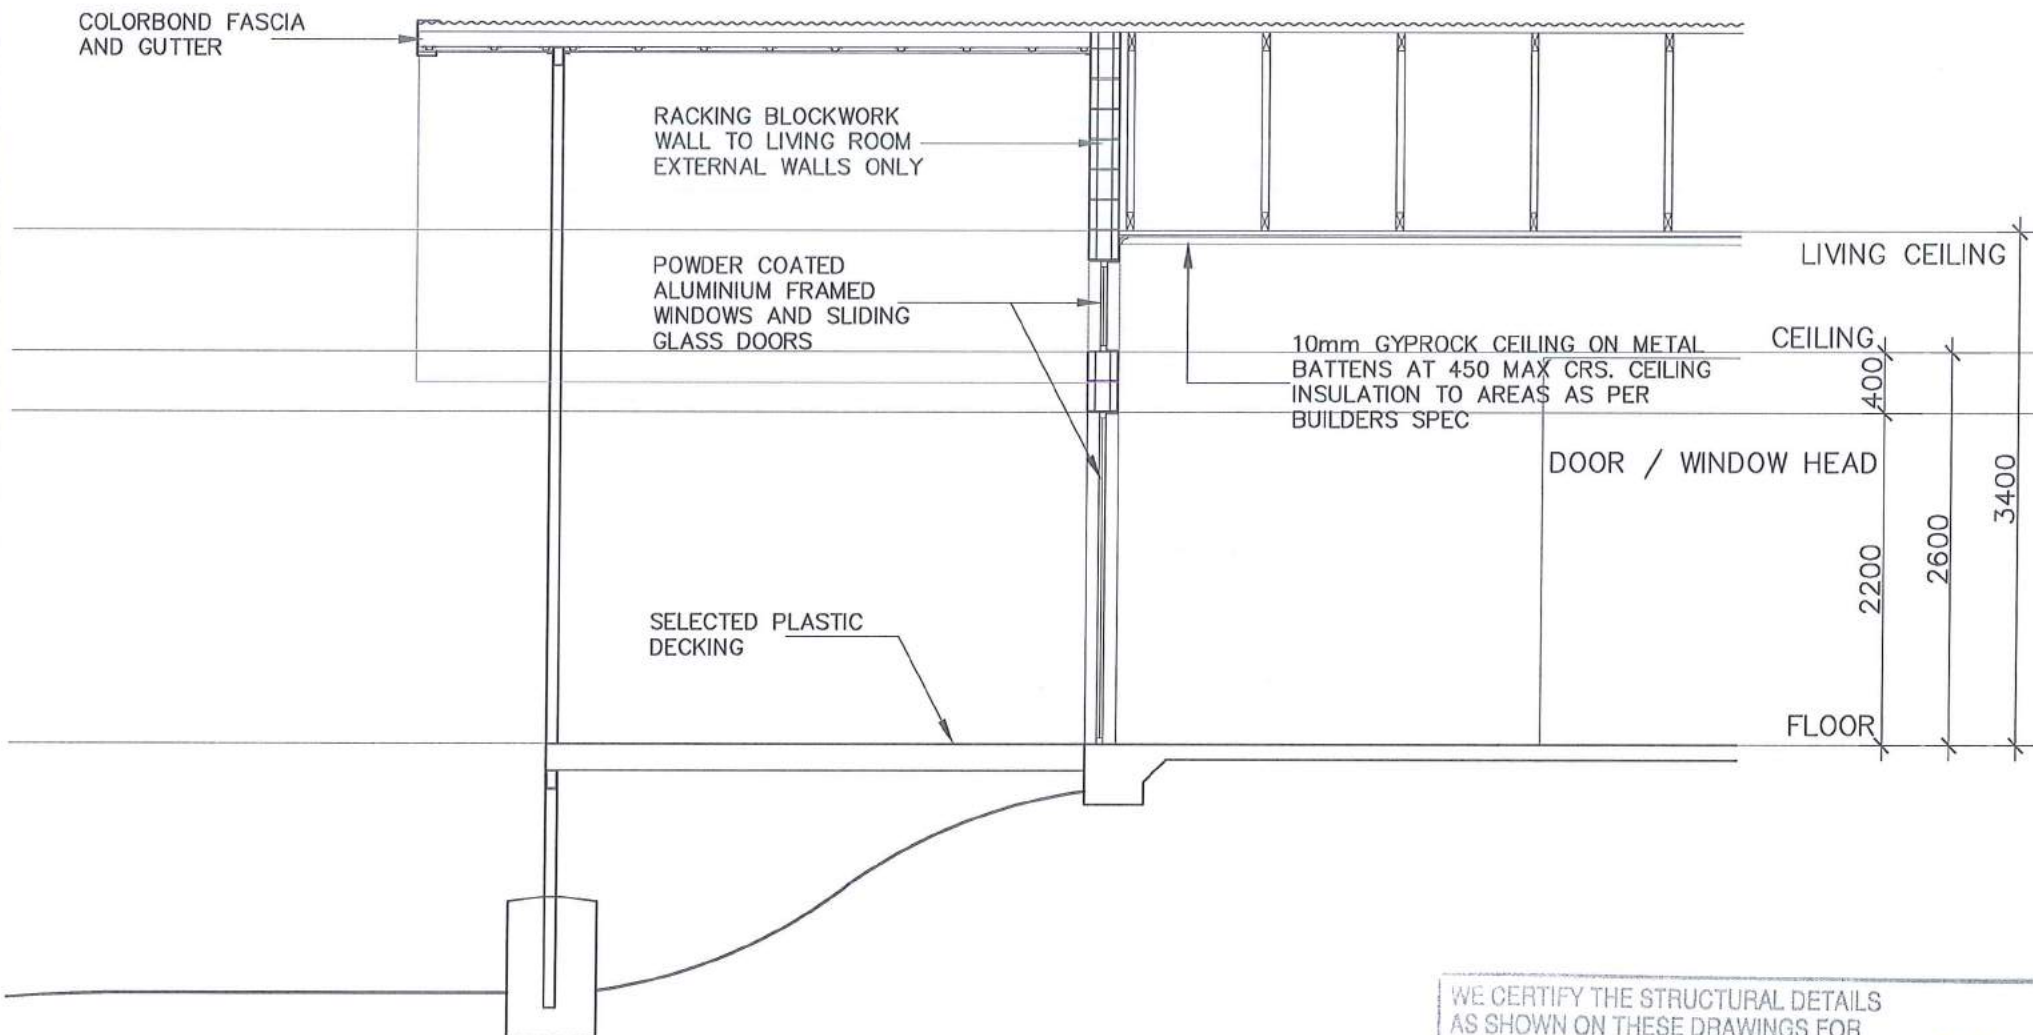 COLORBOND FASCIA
AND GUTTER
RACKING BLOCKWORK
WALL TO LIVING ROOM
EXTERNAL WALLS ONLY
POWDER COATED
ALUMINIUM FRAMED
WINDOWS AND SLIDING
GLASS DOORS
LIVING CEILING
CEILING
10mm GYPROCK CEILING ON METAL
BATTENS AT 450 MAX CRS. CEILING
INSULATION TO AREAS AS PER
BUILDERS SPEC
400
DOOR / WINDOW HEAD
3400
2600
2200
SELECTED PLASTIC
DECKING
FLOOR
WE CERTIFY THE STRUCTURAL DETAILS
AS SHOWN ON THESE DRAWINGS FOR